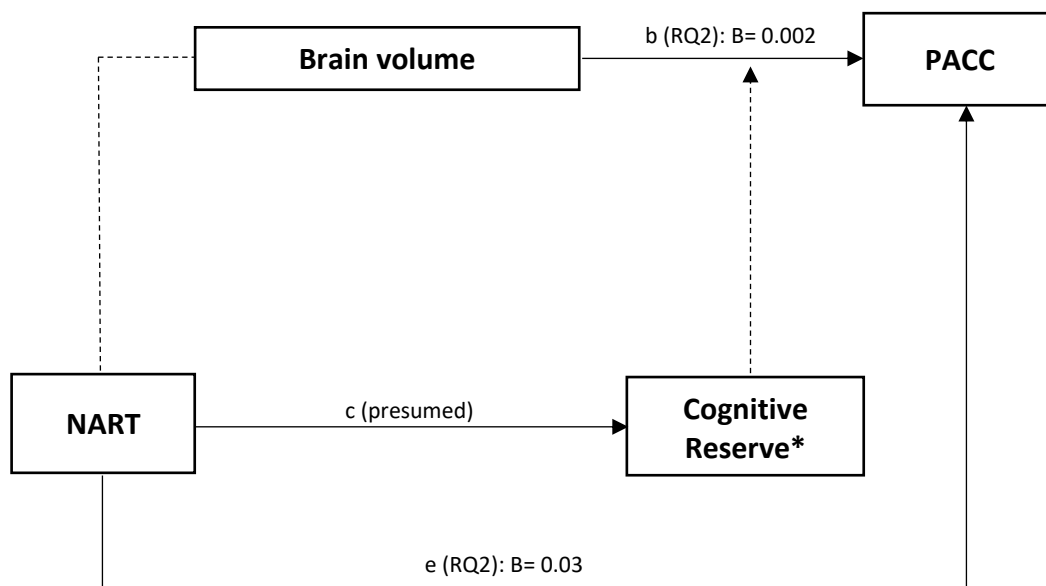 b (RQ2): B= 0.002
Brain volume
PACC
NART
c (presumed)
Cognitive
Reserve*
e (RQ2): B= 0.03